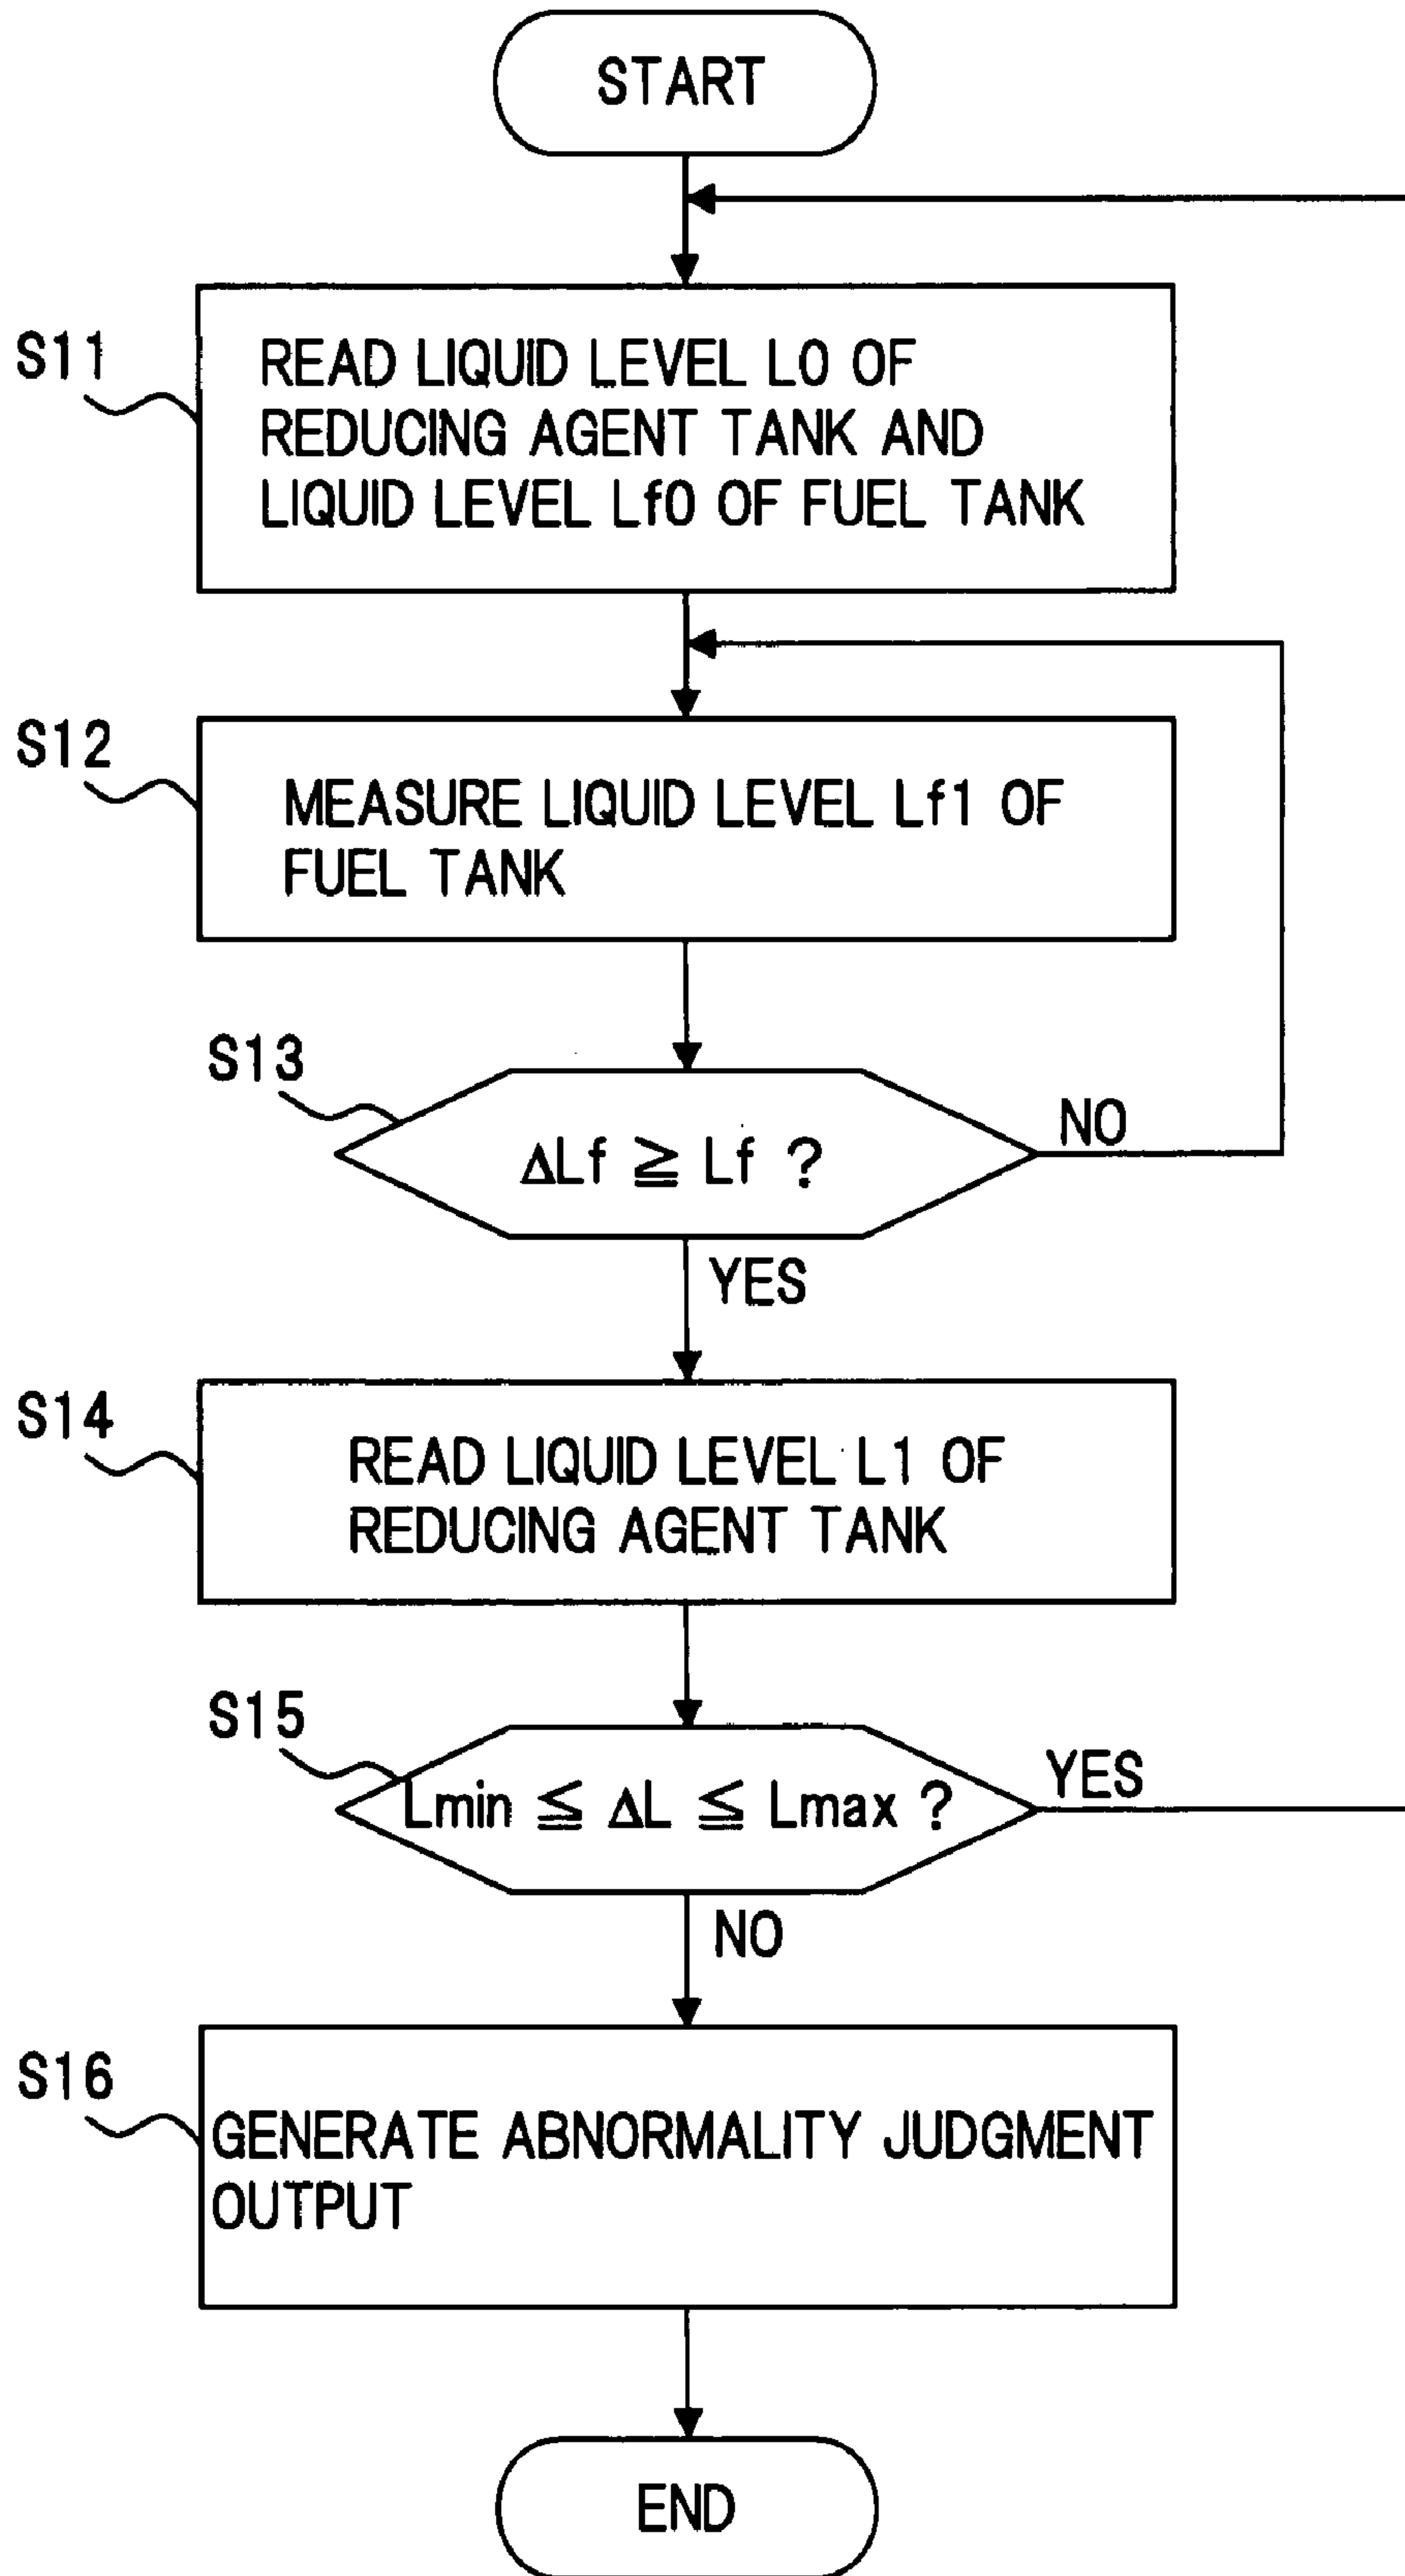 START
S11
READ LIQUID LEVEL L0 OF
REDUCING AGENT TANK AND
LIQUID LEVEL Lf0 OF FUEL TANK
S12
MEASURE LIQUID LEVEL Lf1 OF
FUEL TANK
S13
ΔLf ≧ Lf ?
NO
YES
S14
READ LIQUID LEVEL L1 OF
REDUCING AGENT TANK
S15
Lmin ≦ ΔL ≦ Lmax ?
YES
NO
S16
GENERATE ABNORMALITY JUDGMENT
OUTPUT
END